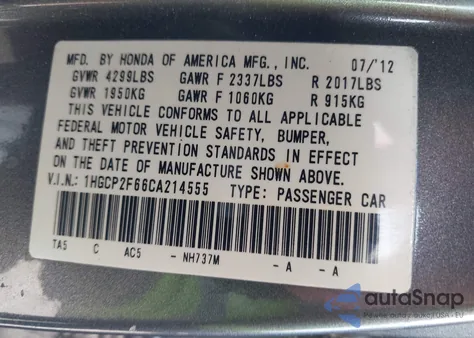 MFD. BY HONDA OF AMERICA MFG., INC. 07/'12
GVWR 4299LBS GAWR F 2337LBS R 2017LBS
GVWR 1950KG GAWR F 1060KG R 915KG
THIS VEHICLE CONFORMS TO ALL APPLICABLE
FEDERAL MOTOR VEHICLE SAFETY, BUMPER,
AND THEFT PREVENTION STANDARDS IN EFFECT
ON THE DATE OF MANUFACTURE SHOWN ABOVE.
V.I.N.: 1HGCP2F66CA214555 TYPE: PASSENGER CAR
TA5 C AC5 - NH737M - A - A
autoSnap